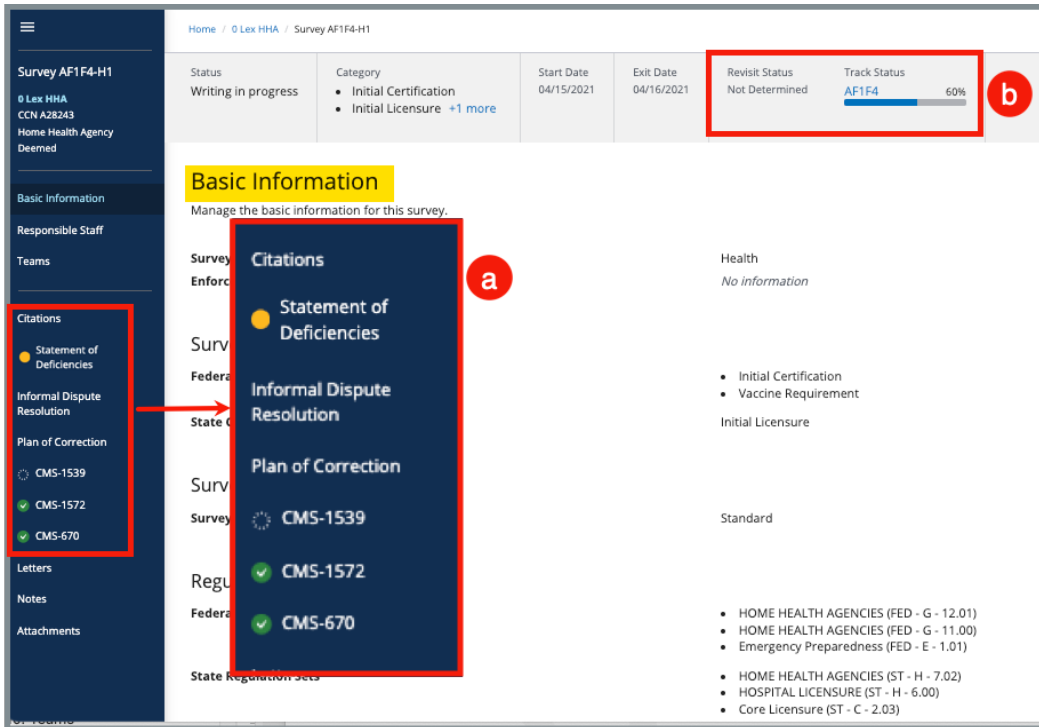 Home / 0 Lex HHA / Survey AF1F4-H1
Survey AF1F4-H1
0 Lex HHA
CCN A28243
Home Health Agency
Deemed
Basic Information
Responsible Staff
Teams
Citations
Statement of
Deficiencies
Informal Dispute
Resolution
Plan of Correction
CMS-1539
CMS-1572
CMS-670
Letters
Notes
Attachments
Status
Writing in progress
Category
• Initial Certification
• Initial Licensure +1 more
Start Date
04/15/2021
Exit Date
04/16/2021
Revisit Status
Not Determined
Track Status
AF1F4 60%
b
Basic Information
Manage the basic information for this survey.
a
Citations
Statement of
Deficiencies
Informal Dispute
Resolution
Plan of Correction
CMS-1539
CMS-1572
CMS-670
Survey
Health
No information
• Initial Certification
• Vaccine Requirement
Initial Licensure
Survey
Standard
• HOME HEALTH AGENCIES (FED - G - 12.01)
• HOME HEALTH AGENCIES (FED - G - 11.00)
• Emergency Preparedness (FED - E - 1.01)
State Regulation Sets
• HOME HEALTH AGENCIES (ST - H - 7.02)
• HOSPITAL LICENSURE (ST - H - 6.00)
• Core Licensure (ST - C - 2.03)